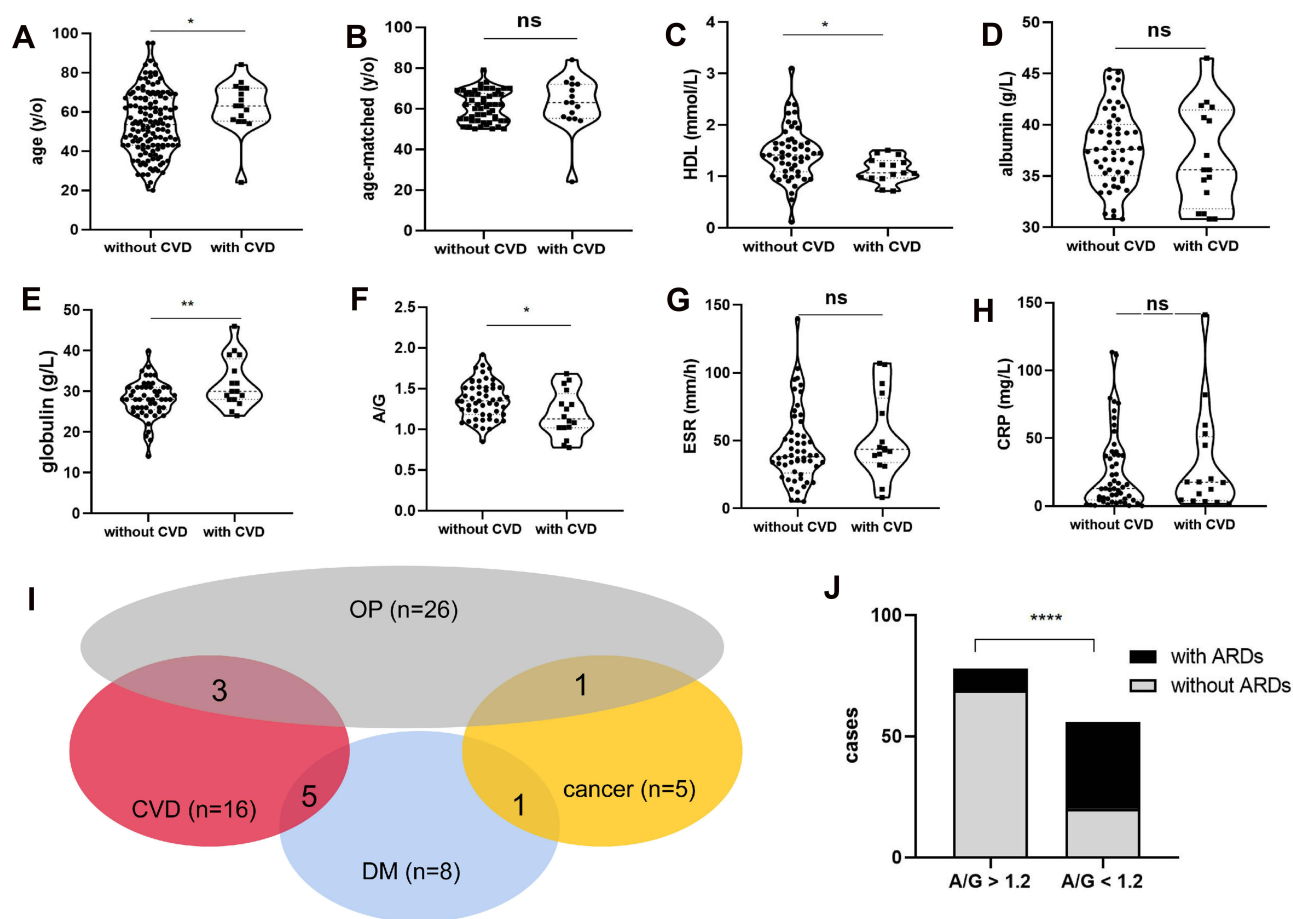 A
*
age (y/o)
100
80
60
40
20
0
without CVD
with CVD
B
ns
age-matched (y/o)
100
80
60
40
20
0
without CVD
with CVD
C
*
HDL (mmol/L)
4
3
2
1
0
without CVD
with CVD
D
ns
albumin (g/L)
50
45
40
35
30
without CVD
with CVD
E
**
globulin (g/L)
50
40
30
20
10
0
without CVD
with CVD
F
*
A/G
2.5
2.0
1.5
1.0
0.5
0.0
without CVD
with CVD
G
ns
ESR (mm/h)
150
100
50
0
without CVD
with CVD
H
ns
CRP (mg/L)
150
100
50
0
without CVD
with CVD
I
OP (n=26)
3
1
CVD (n=16)
5
1
cancer (n=5)
DM (n=8)
J
****
cases
100
50
0
A/G > 1.2
A/G < 1.2
with ARDs
without ARDs